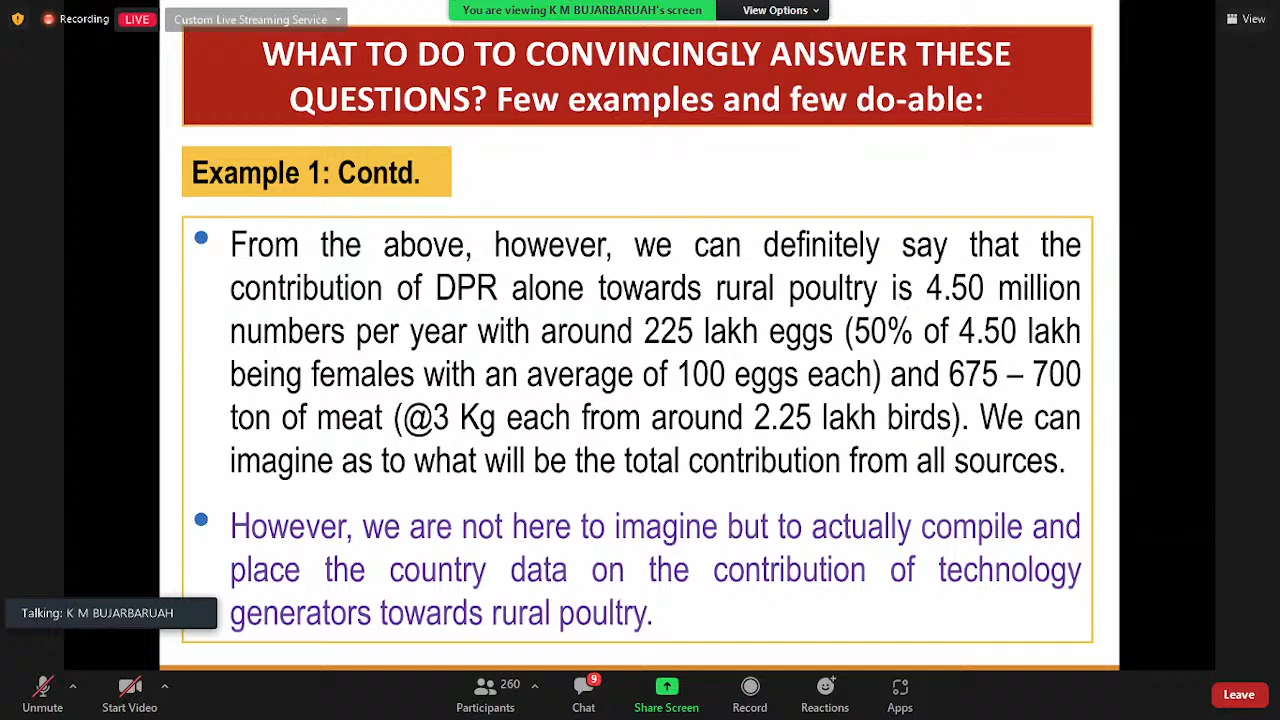 You are viewing K M BUJARBARUAH's screen
View Options
Recording
LIVE
Custom Live Streaming Service
View
WHAT TO DO TO CONVINCINGLY ANSWER THESE
QUESTIONS? Few examples and few do-able:
Example 1: Contd.
From the above, however, we can definitely say that the
contribution of DPR alone towards rural poultry is 4.50 million
numbers per year with around 225 lakh eggs (50% of 4.50 lakh
being females with an average of 100 eggs each) and 675 – 700
ton of meat (@3 Kg each from around 2.25 lakh birds). We can
imagine as to what will be the total contribution from all sources.
However, we are not here to imagine but to actually compile and
place the country data on the contribution of technology
generators towards rural poultry.
Talking: K M BUJARBARUAH
Unmute
Start Video
260
Participants
9
Chat
Share Screen
Record
Reactions
Apps
Leave